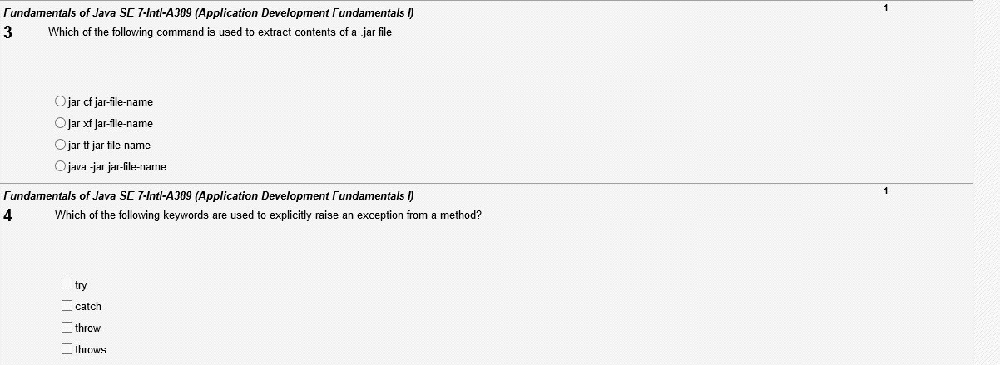 Fundamentals of Java SE 7-Intl-A389 (Application Development Fundamentals I) 1
3 Which of the following command is used to extract contents of a .jar file
jar cf jar-file-name
jar xf jar-file-name
jar tf jar-file-name
java -jar jar-file-name
Fundamentals of Java SE 7-Intl-A389 (Application Development Fundamentals I) 1
4 Which of the following keywords are used to explicitly raise an exception from a method?
try
catch
throw
throws